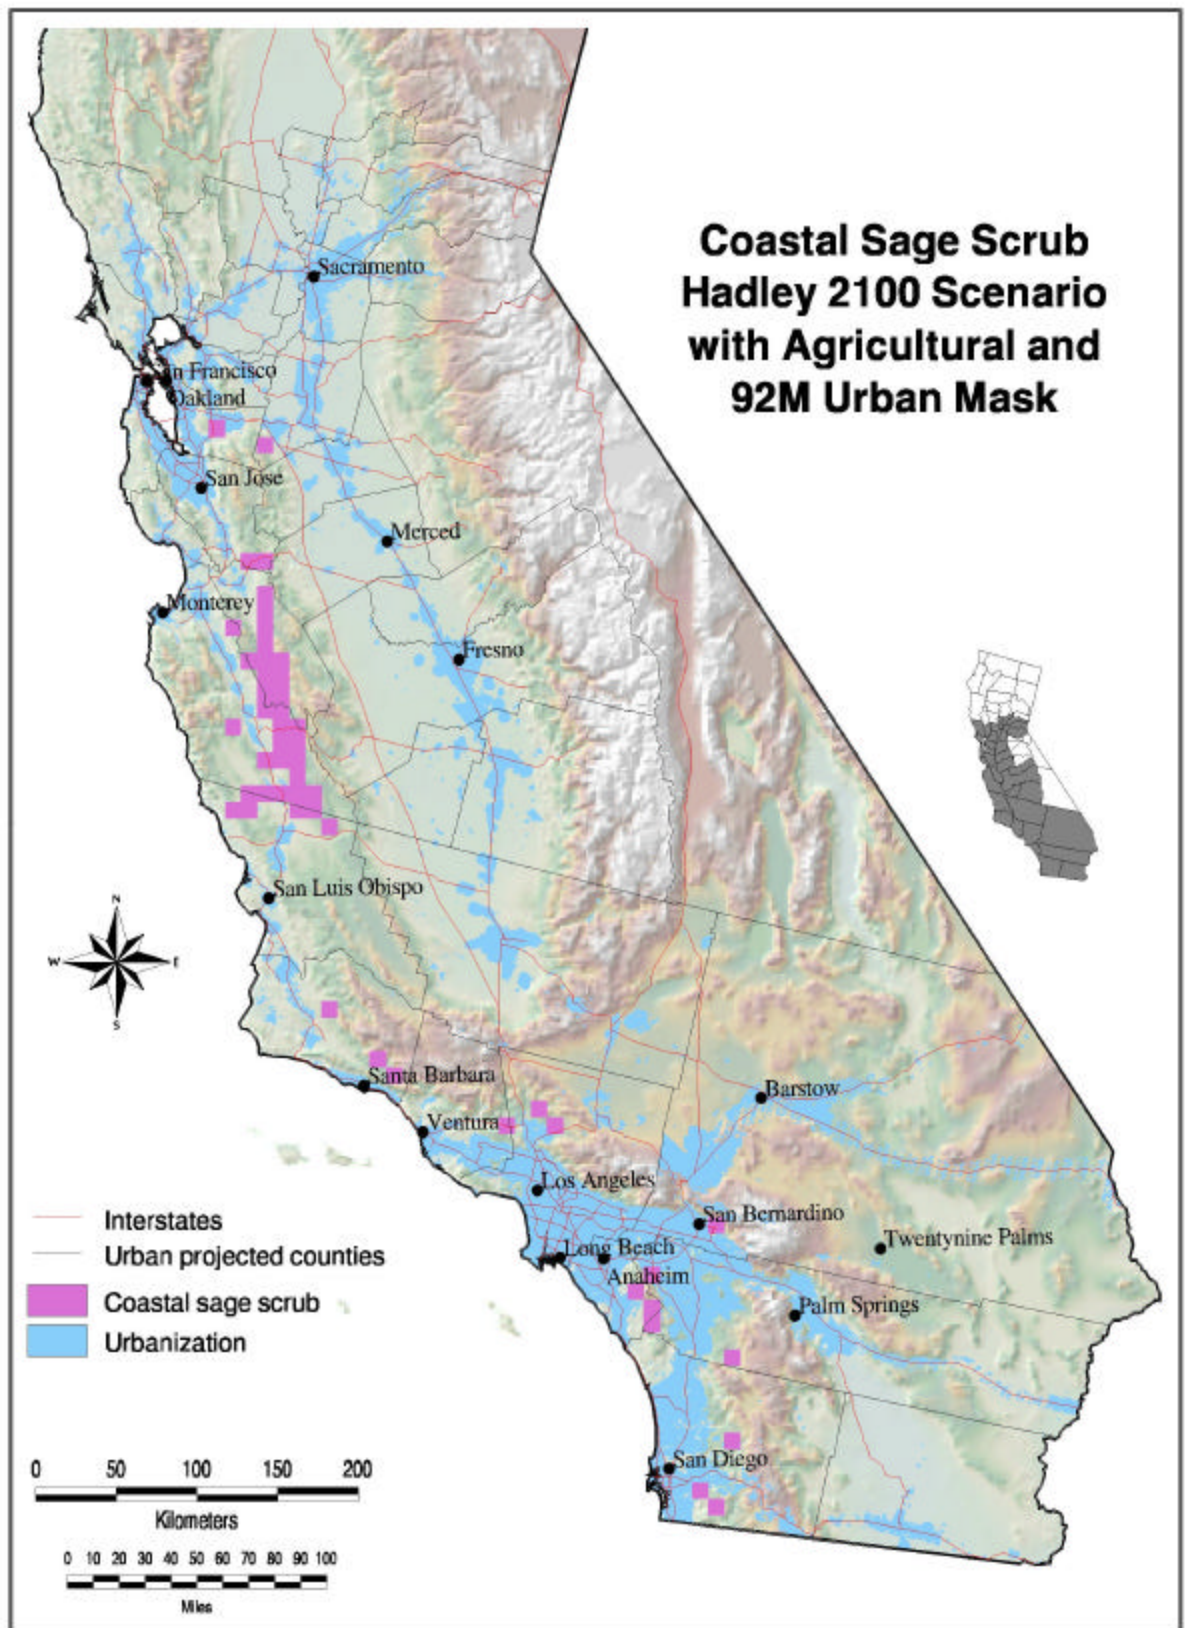 Coastal Sage Scrub
Hadley 2100 Scenario
with Agricultural and
92M Urban Mask
Sacramento
n Francisco
Oakland
San Jose
Merced
Monterey
Fresno
San Luis Obispo
N
W E
S
Santa Barbara
Barstow
Ventura
Los Angeles
San Bernardino
Twentynine Palms
Long Beach
Anaheim
Palm Springs
San Diego
Interstates
Urban projected counties
Coastal sage scrub
Urbanization
0 50 100 150 200
Kilometers
0 10 20 30 40 50 60 70 80 90 100
Miles